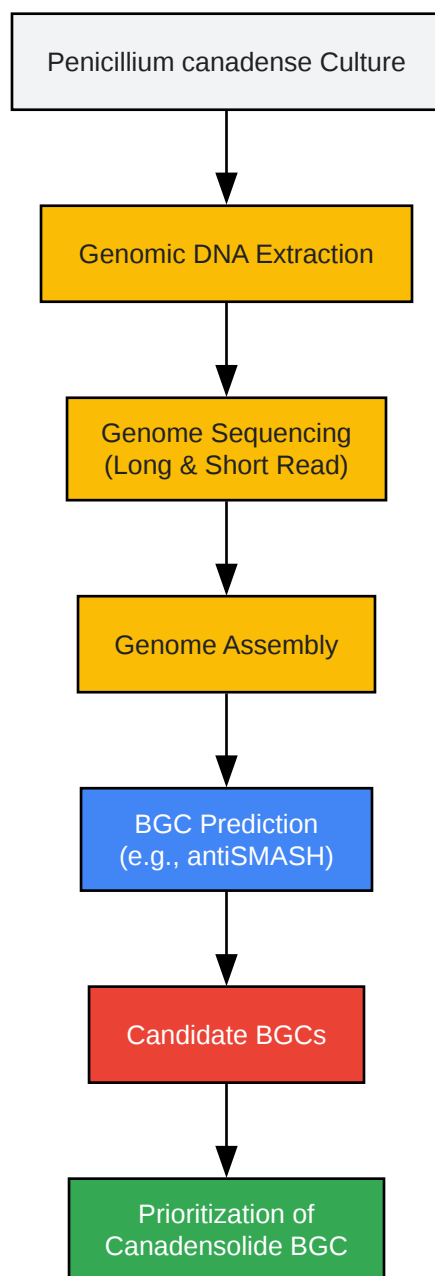 Penicillium canadense Culture
Genomic DNA Extraction
Genome Sequencing
(Long & Short Read)
Genome Assembly
BGC Prediction
(e.g., antiSMASH)
Candidate BGCs
Prioritization of
Canadensolide BGC